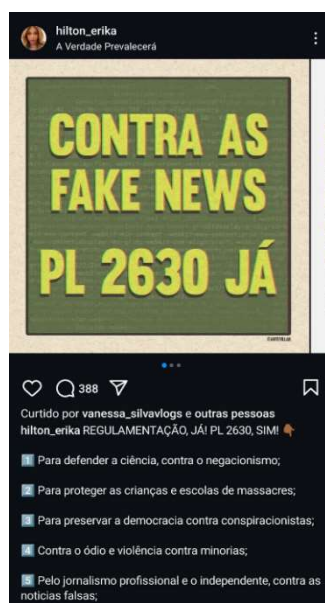 hilton_erika
A Verdade Prevalecerá
CONTRA AS
FAKE NEWS
PL 2630 JÁ
388
Curtido por vanessa_silvavlogs e outras pessoas
hilton_erika REGULAMENTAÇÃO, JÁ! PL 2630, SIM! 👇🏾
1️⃣ Para defender a ciência, contra o negacionismo;
2️⃣ Para proteger as crianças e escolas de massacres;
3️⃣ Para preservar a democracia contra conspiracionistas;
4️⃣ Contra o ódio e violência contra minorias;
5️⃣ Pelo jornalismo profissional e o independente, contra as
noticias falsas;